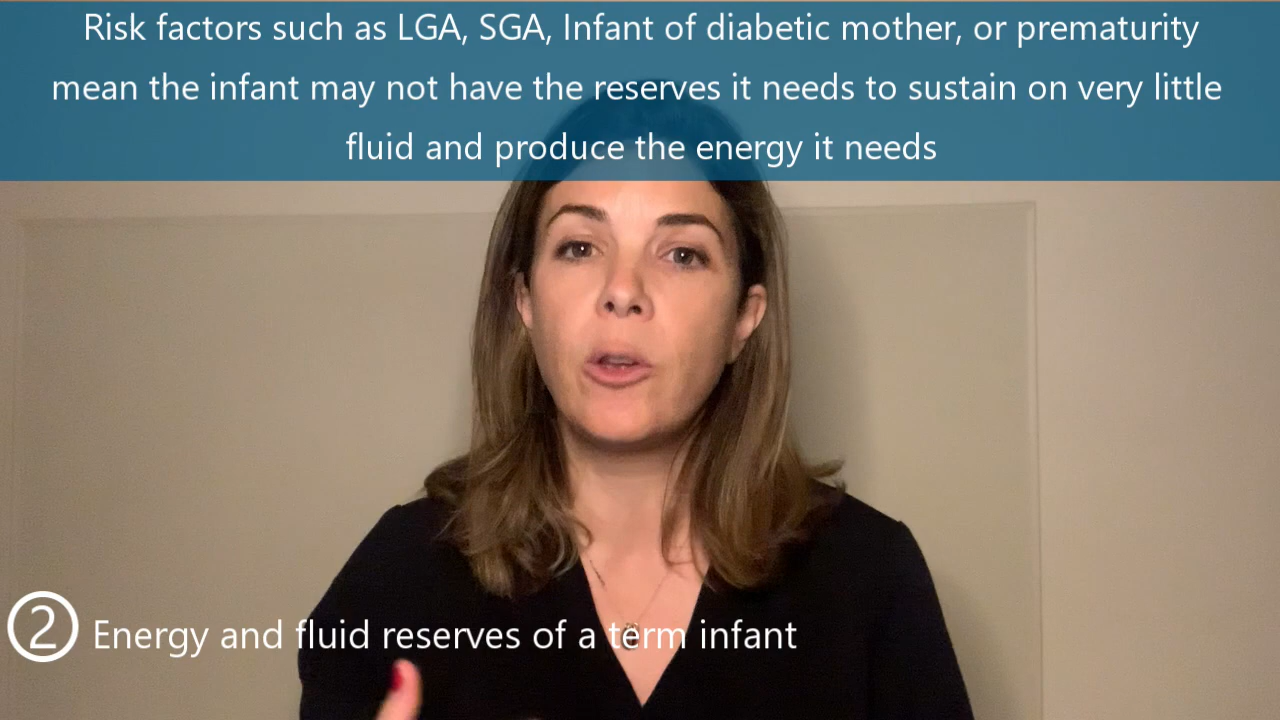 Risk factors such as LGA, SGA, Infant of diabetic mother, or prematurity
mean the infant may not have the reserves it needs to sustain on very little
fluid and produce the energy it needs
2 Energy and fluid reserves of a term infant